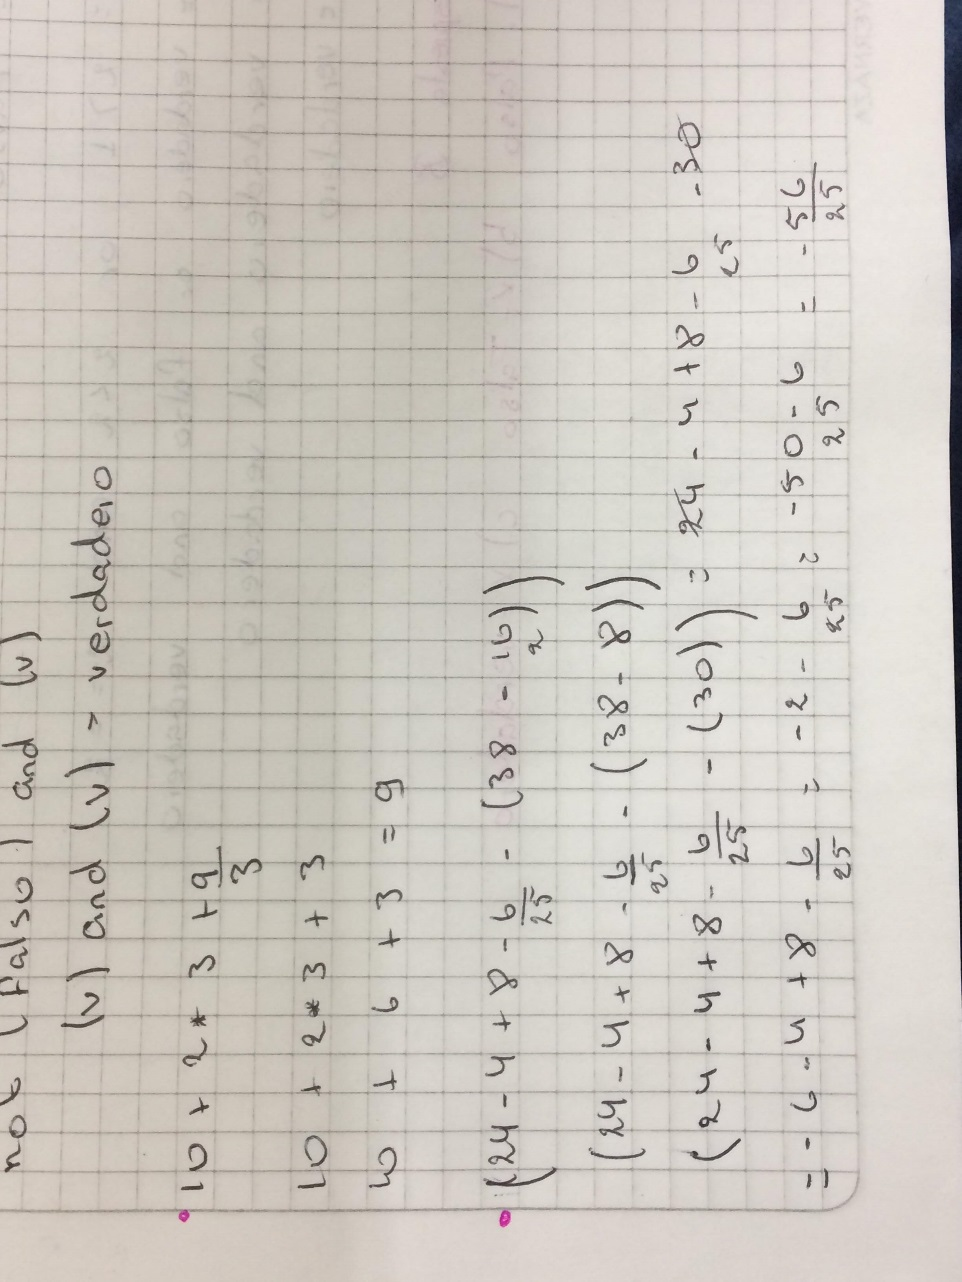 not (Falso) and (v)
(v) and (v) = verdadero
10 + 2 * 3 + 9/3
10 + 2 * 3 + 3
10 + 6 + 3 = 9
((24 - 4 + 8 - 6/25 - (38 - 16/2))
(24 - 4 + 8 - 6/25 - (38 - 8))
(24 - 4 + 8 - 6/25 - (30)) = 24 - 4 + 8 - 6/25 - 30
= - 6 - 4 + 8 - 6/25 = - 2 - 6/25 = -50 - 6/25 = - 56/25